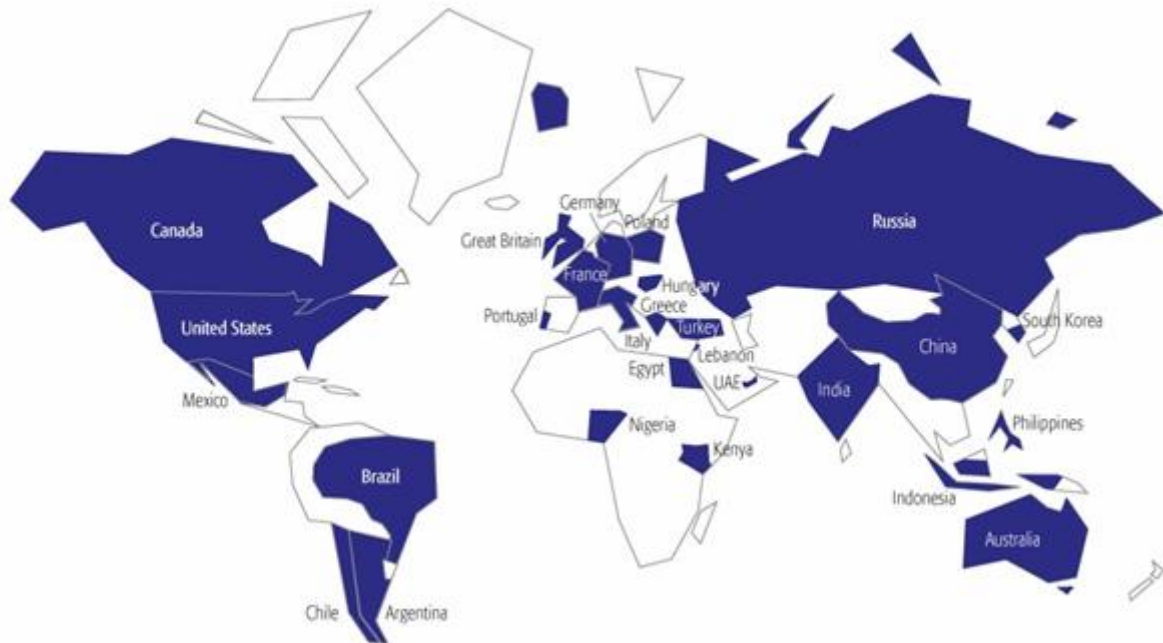 Germany
Canada
Great Britain
Poland
Russia
France
Hungary
Portugal
Greece
United States
Italy
Turkey
South Korea
Lebanon
China
Egypt
UAE
India
Mexico
Nigeria
Philippines
Kenya
Brazil
Indonesia
Australia
Chile
Argentina